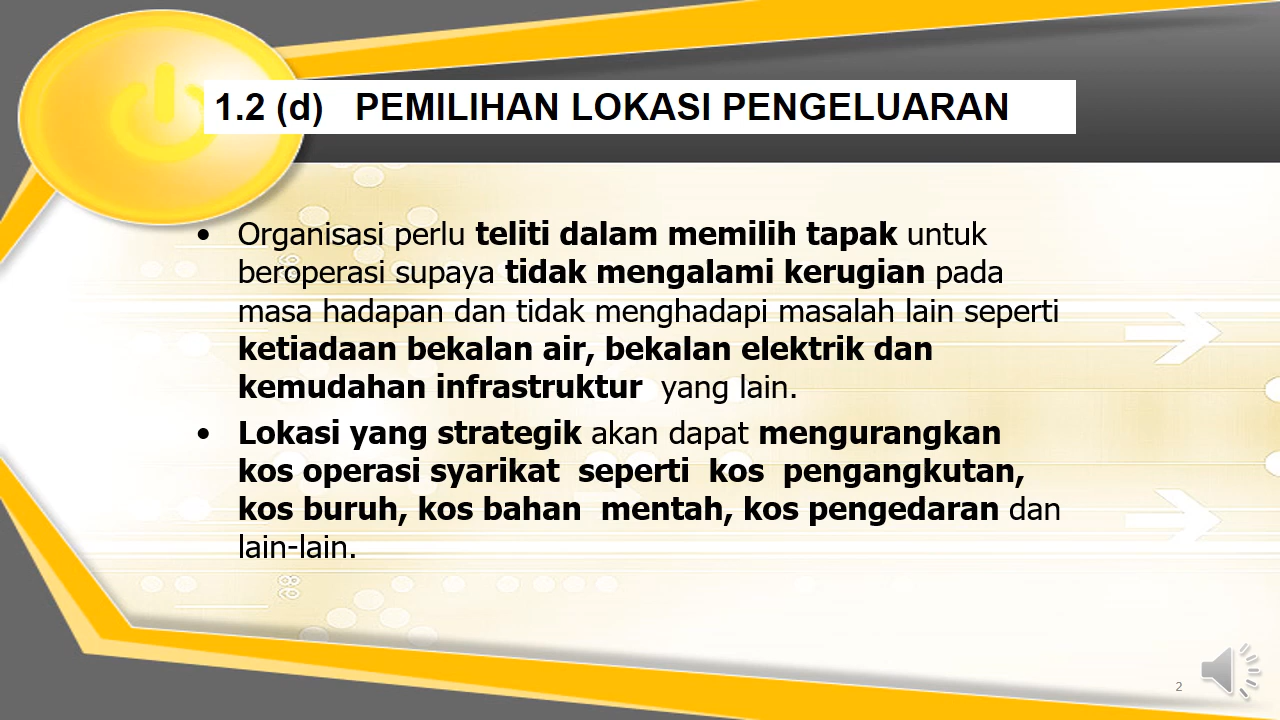 1.2 (d) PEMILIHAN LOKASI PENGELUARAN
• Organisasi perlu teliti dalam memilih tapak untuk
beroperasi supaya tidak mengalami kerugian pada
masa hadapan dan tidak menghadapi masalah lain seperti
ketiadaan bekalan air, bekalan elektrik dan
kemudahan infrastruktur yang lain.
• Lokasi yang strategik akan dapat mengurangkan
kos operasi syarikat seperti kos pengangkutan,
kos buruh, kos bahan mentah, kos pengedaran dan
lain-lain.
2